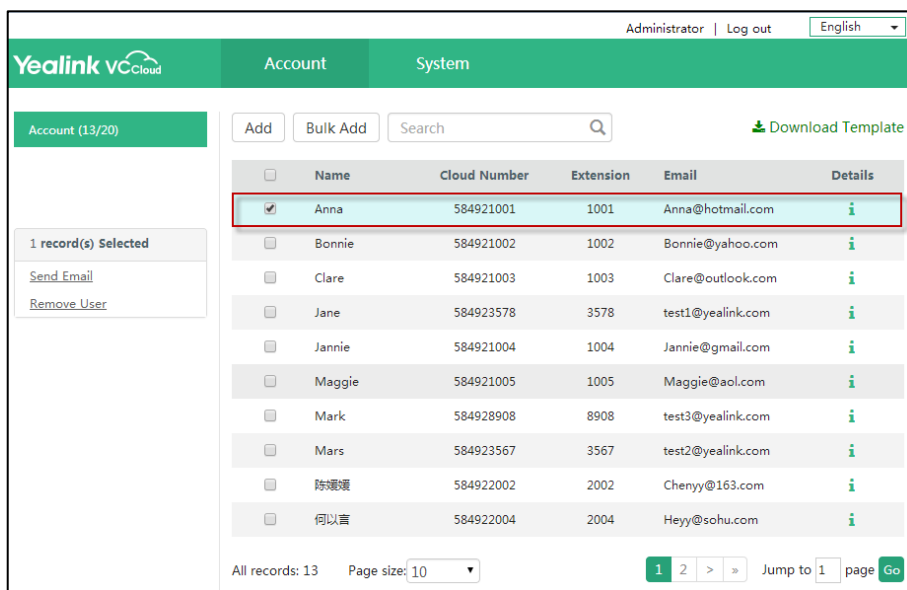 Administrator | Log out English
Yealink VCCloud Account System
Account (13/20) Add Bulk Add Search Download Template
Name Cloud Number Extension Email Details
Anna 584921001 1001 Anna@hotmail.com
1 record(s) Selected Bonnie 584921002 1002 Bonnie@yahoo.com
Send Email Clare 584921003 1003 Clare@outlook.com
Remove User Jane 584923578 3578 test1@yealink.com
Jannie 584921004 1004 Jannie@gmail.com
Maggie 584921005 1005 Maggie@aol.com
Mark 584928908 8908 test3@yealink.com
Mars 584923567 3567 test2@yealink.com
陈媛媛 584922002 2002 Chenyy@163.com
何以言 584922004 2004 Heyy@sohu.com
All records: 13 Page size: 10 1 2 > » Jump to 1 page Go